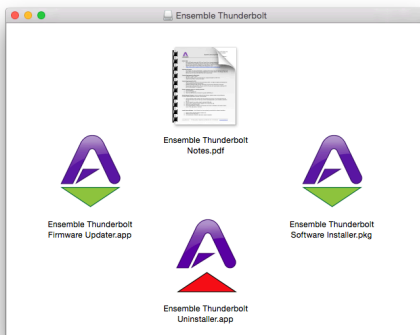 Ensemble Thunderbolt
Ensemble Thunderbolt
Notes.pdf
Ensemble Thunderbolt
Firmware Updater.app
Ensemble Thunderbolt
Software Installer.pkg
Ensemble Thunderbolt
Uninstaller.app